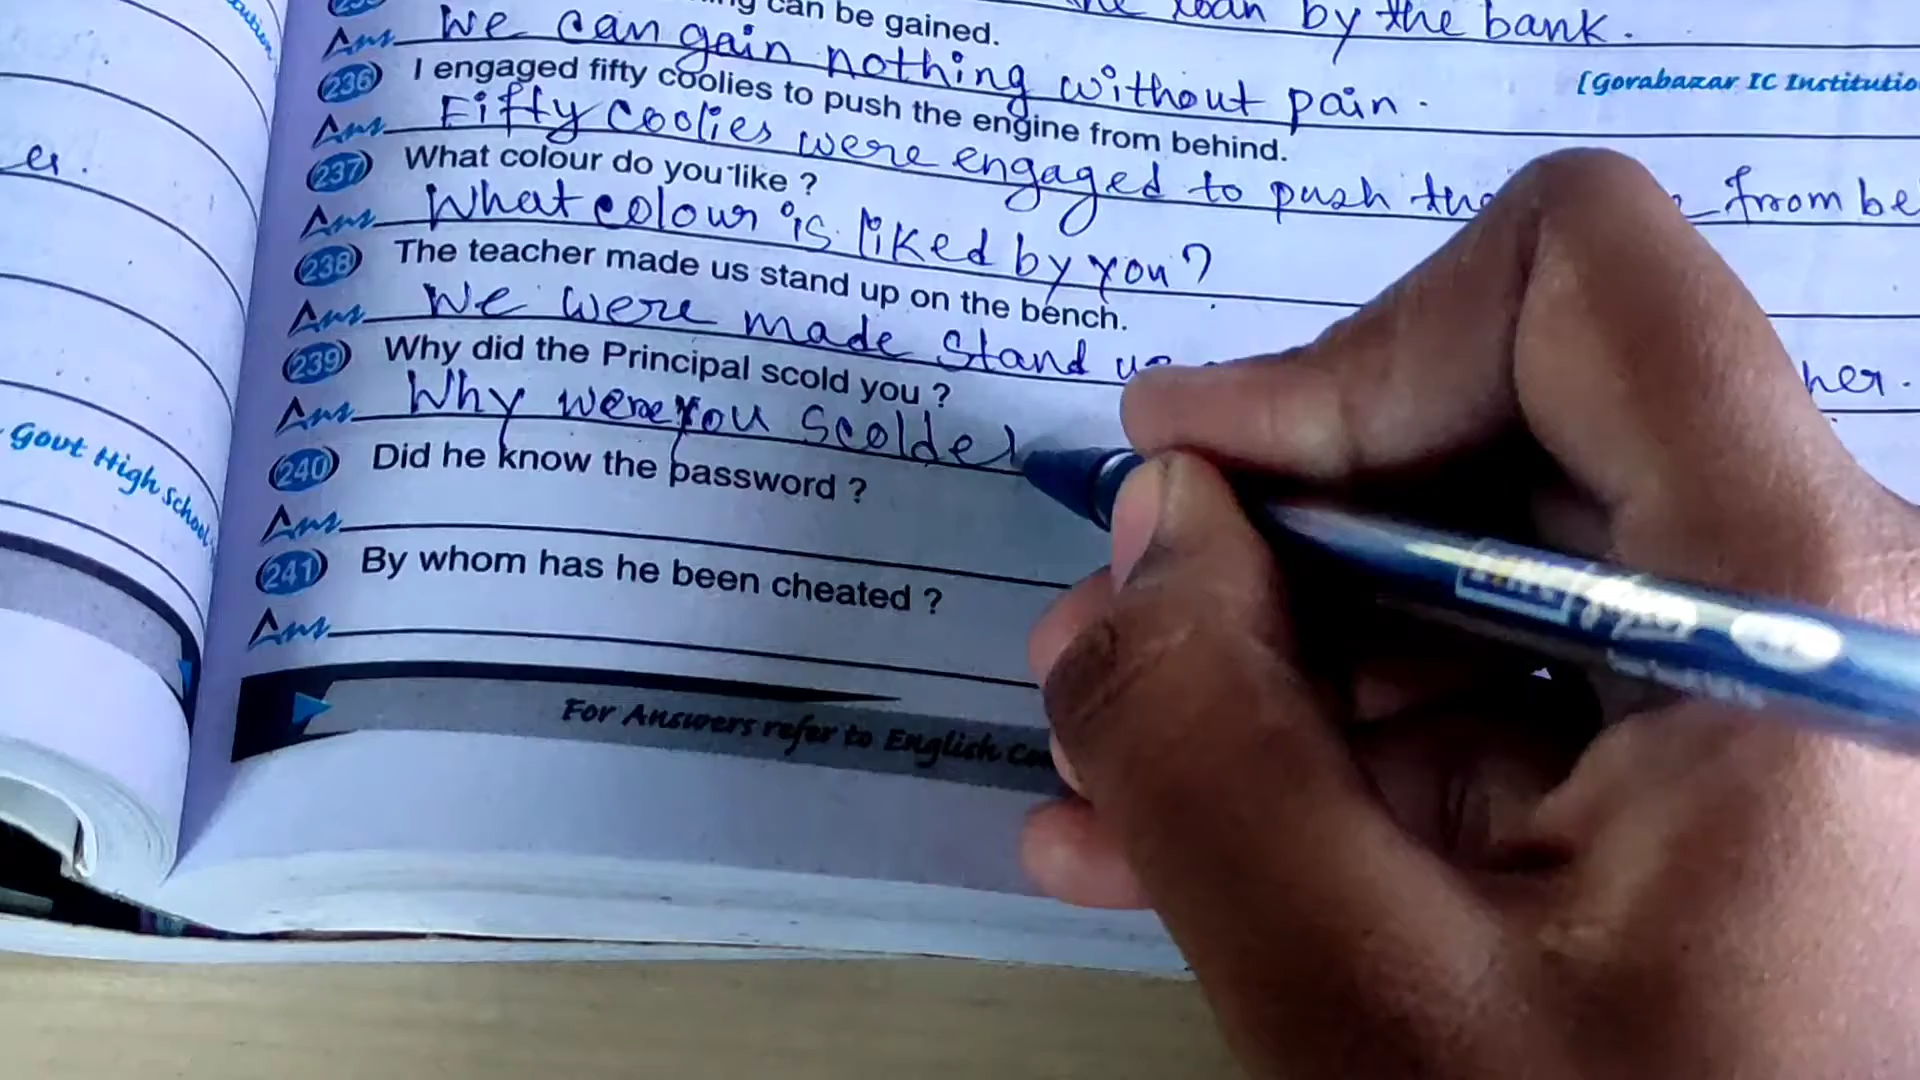 can be gained.
loan by the bank.
Ans. We can gain nothing without pain.
[Gorabazar IC Institutio
236 I engaged fifty coolies to push the engine from behind.
Ans. Fifty coolies were engaged to push from be
237 What colour do you like ?
Ans. What colour is liked by you?
238 The teacher made us stand up on the bench.
Ans. We were made stand
239 Why did the Principal scold you ?
Ans. Why were you scolde
240 Did he know the password ?
Ans.
241 By whom has he been cheated ?
Ans.
For Answers refer to English
er.
Govt High School